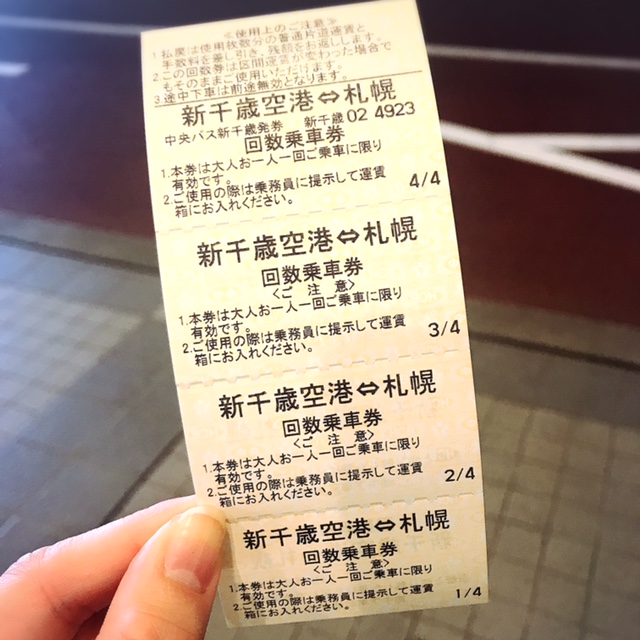 ≪使用上のご注意≫
1.払戻は使用枚数分の普通片道運賃と
手数料を差し引き、残額をお返しします。
2.この回数券は区間運賃が変わった場合で
もそのままご使用いただけます。
3.途中下車は前途無効となります。
新千歳空港⇔札幌
中央バス新千歳発券 新千歳02 4923
回数乗車券
1.本券は大人お一人一回ご乗車に限り
有効です。
2.ご使用の際は乗務員に提示して運賃
箱にお入れください。
4/4
新千歳空港⇔札幌
回数乗車券
<ご 注 意>
1.本券は大人お一人一回ご乗車に限り
有効です。
2.ご使用の際は乗務員に提示して運賃
箱にお入れください。
3/4
新千歳空港⇔札幌
回数乗車券
<ご 注 意>
1.本券は大人お一人一回ご乗車に限り
有効です。
2.ご使用の際は乗務員に提示して運賃
箱にお入れください。
2/4
新千歳空港⇔札幌
回数乗車券
<ご 注 意>
1.本券は大人お一人一回ご乗車に限り
有効です。
2.ご使用の際は乗務員に提示して運賃
箱にお入れください。
1/4